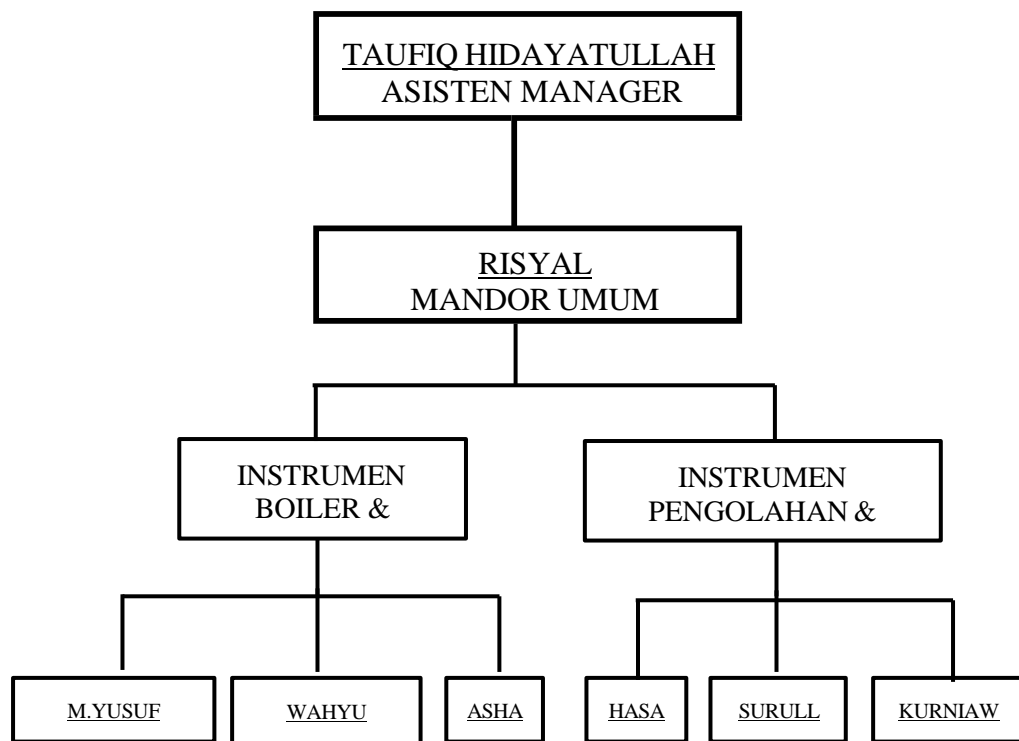 TAUFIQ HIDAYATULLAH
ASISTEN MANAGER
RISYAL
MANDOR UMUM
INSTRUMEN
BOILER &
INSTRUMEN
PENGOLAHAN &
M.YUSUF
WAHYU
ASHA
HASA
SURULL
KURNIAW